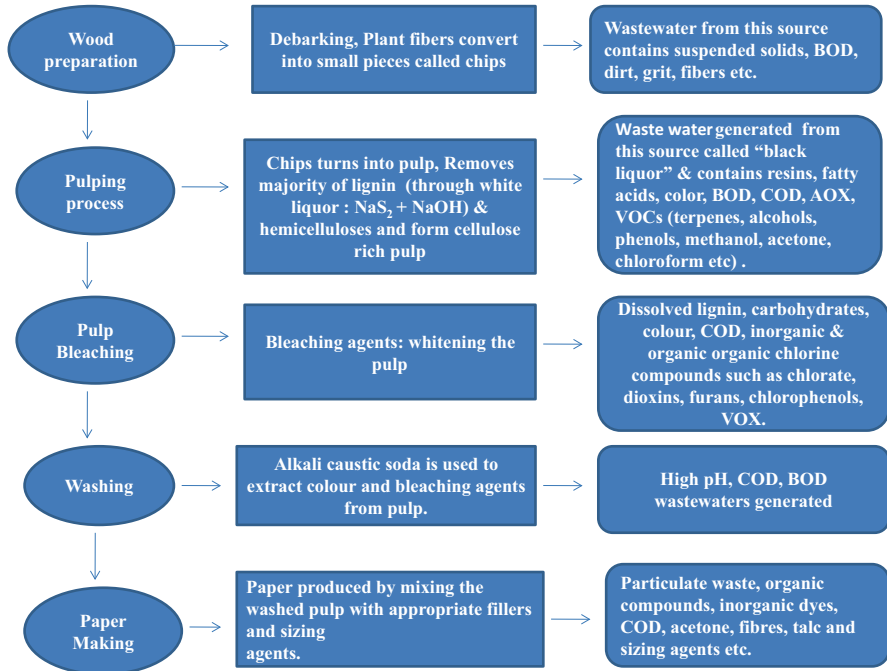 Wood
preparation
Debarking, Plant fibers convert
into small pieces called chips
Wastewater from this source
contains suspended solids, BOD,
dirt, grit, fibers etc.
Pulping
process
Chips turns into pulp, Removes
majority of lignin (through white
liquor : NaS₂ + NaOH) &
hemicelluloses and form cellulose
rich pulp
Waste water generated from
this source called “black
liquor” & contains resins, fatty
acids, color, BOD, COD, AOX,
VOCs (terpenes, alcohols,
phenols, methanol, acetone,
chloroform etc) .
Pulp
Bleaching
Bleaching agents: whitening the
pulp
Dissolved lignin, carbohydrates,
colour, COD, inorganic &
organic organic chlorine
compounds such as chlorate,
dioxins, furans, chlorophenols,
VOX.
Washing
Alkali caustic soda is used to
extract colour and bleaching agents
from pulp.
High pH, COD, BOD
wastewaters generated
Paper
Making
Paper produced by mixing the
washed pulp with appropriate fillers
and sizing
agents.
Particulate waste, organic
compounds, inorganic dyes,
COD, acetone, fibres, talc and
sizing agents etc.